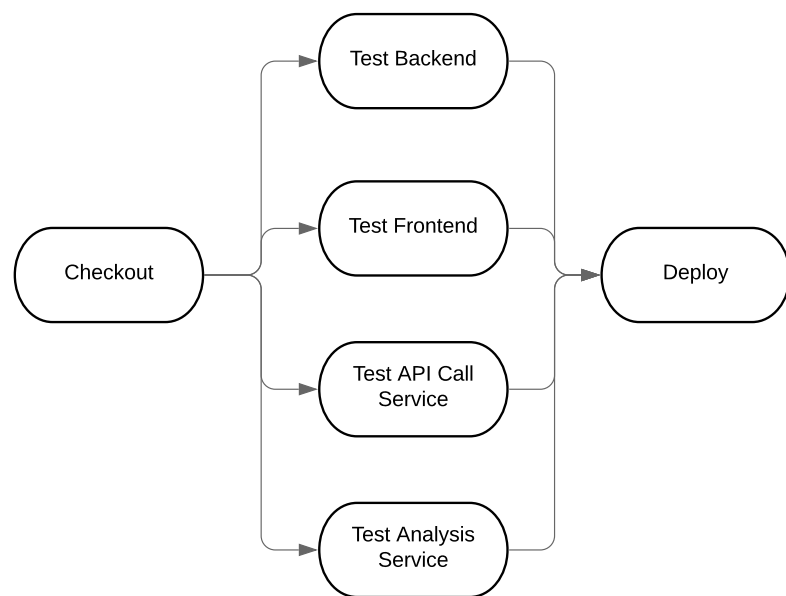 Test Backend
Test Frontend
Checkout
Deploy
Test API Call
Service
Test Analysis
Service